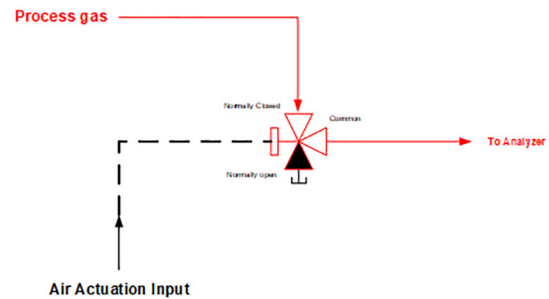 Process gas
Normally Closed
Common
To Analyzer
Normally open
Air Actuation Input